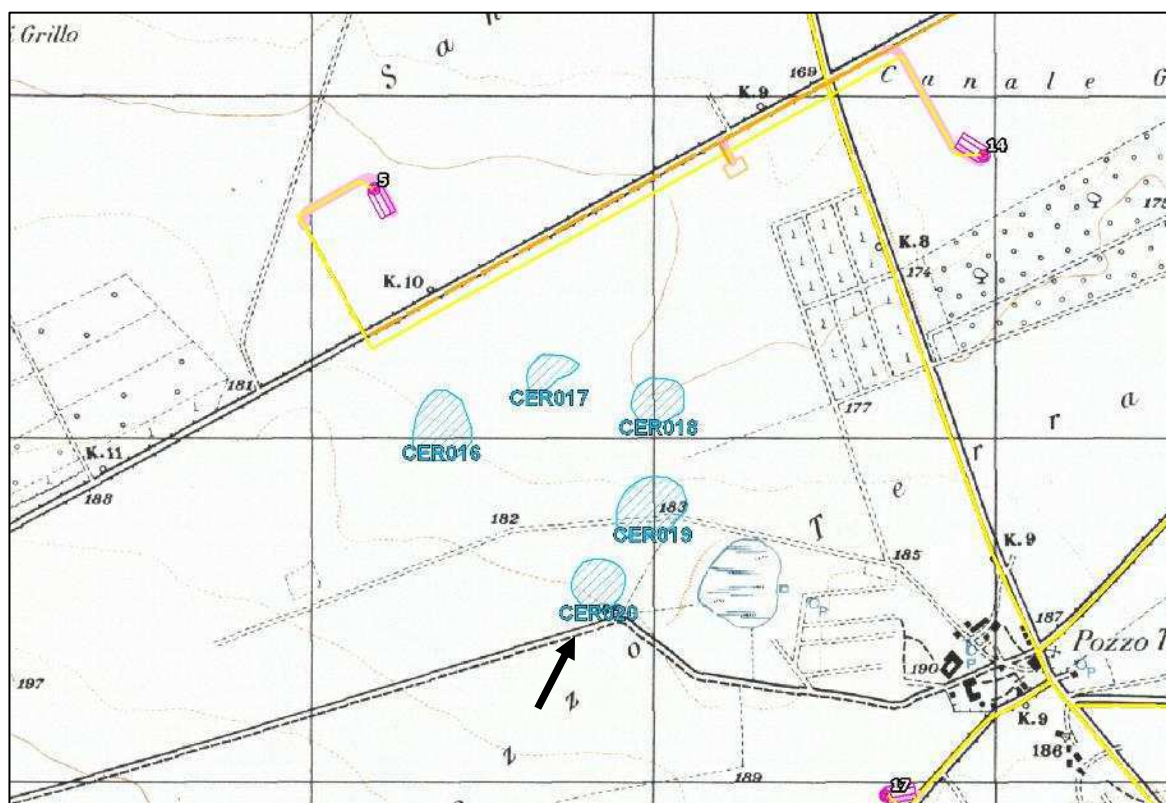 i Grillo
S a n
169
K.9
C a n a l e G
14
5
179
K.8
174
K.10
181
CER017
177
CER016
CER018
K.11
188
T e r r a
182
183
CER019
185
K.9
CER020
P
187
Pozzo T
P
190
P
197
o z z o
K.9
186
189
17